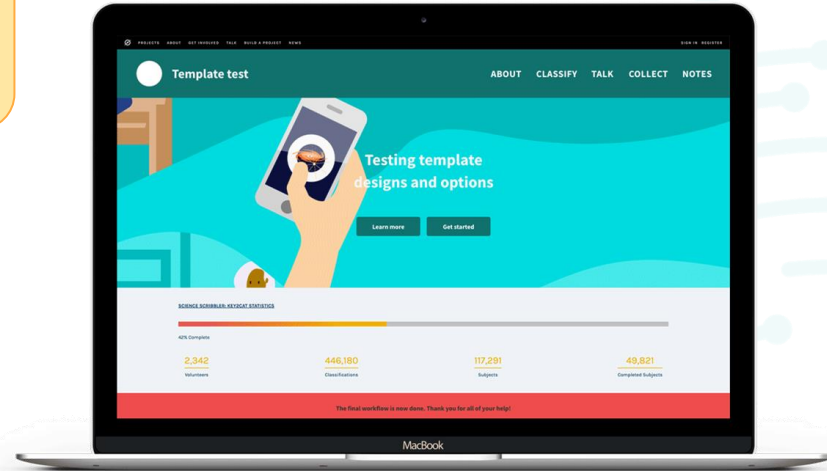 PROJECTS ABOUT GET INVOLVED TALK BUILD A PROJECT NEWS SIGN IN REGISTER
Template test ABOUT CLASSIFY TALK COLLECT NOTES
Testing template
designs and options
Learn more Get started
SCIENCE SCRIBBLER: KEY2CAT STATISTICS
42% Complete
2,342 446,180 117,291 49,821
Volunteers Classifications Subjects Completed Subjects
The final workflow is now done. Thank you for all of your help!
MacBook